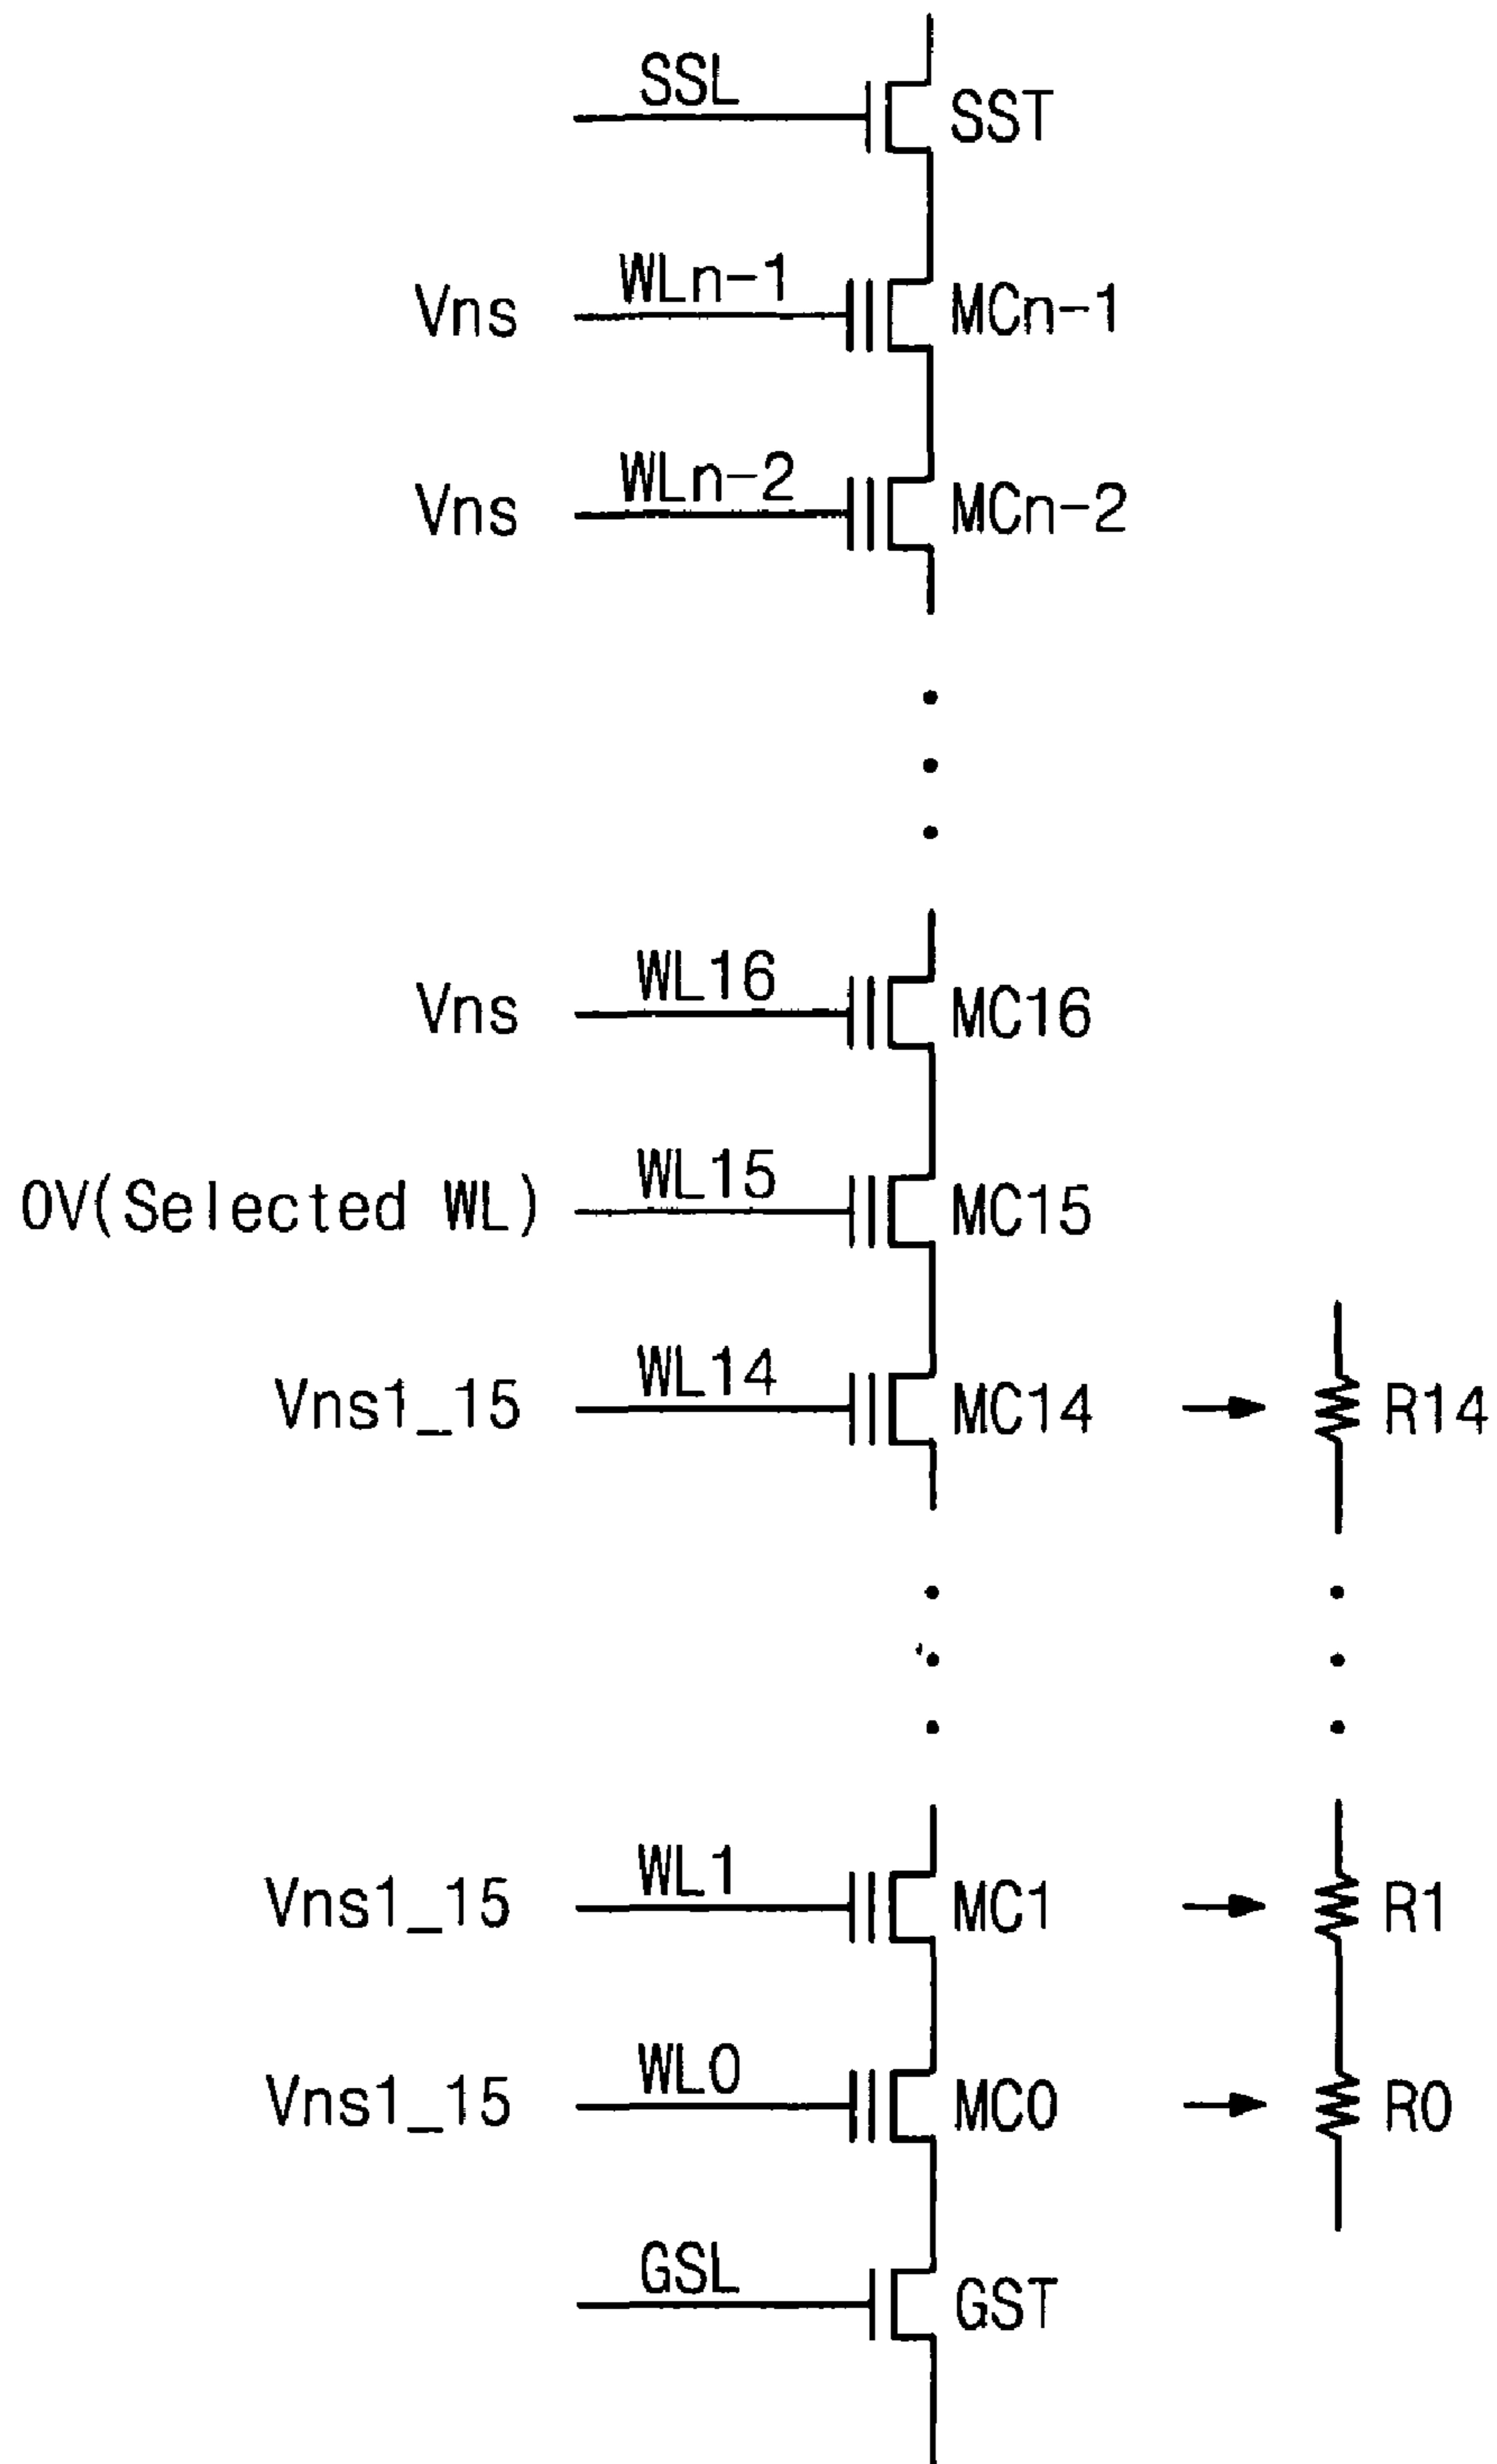 SSL SST
Vns WLn-1 MCn-1
Vns WLn-2 MCn-2
Vns WL16 MC16
0V(Selected WL) WL15 MC15
Vns1_15 WL14 MC14 R14
Vns1_15 WL1 MC1 R1
Vns1_15 WL0 MC0 R0
GSL GST